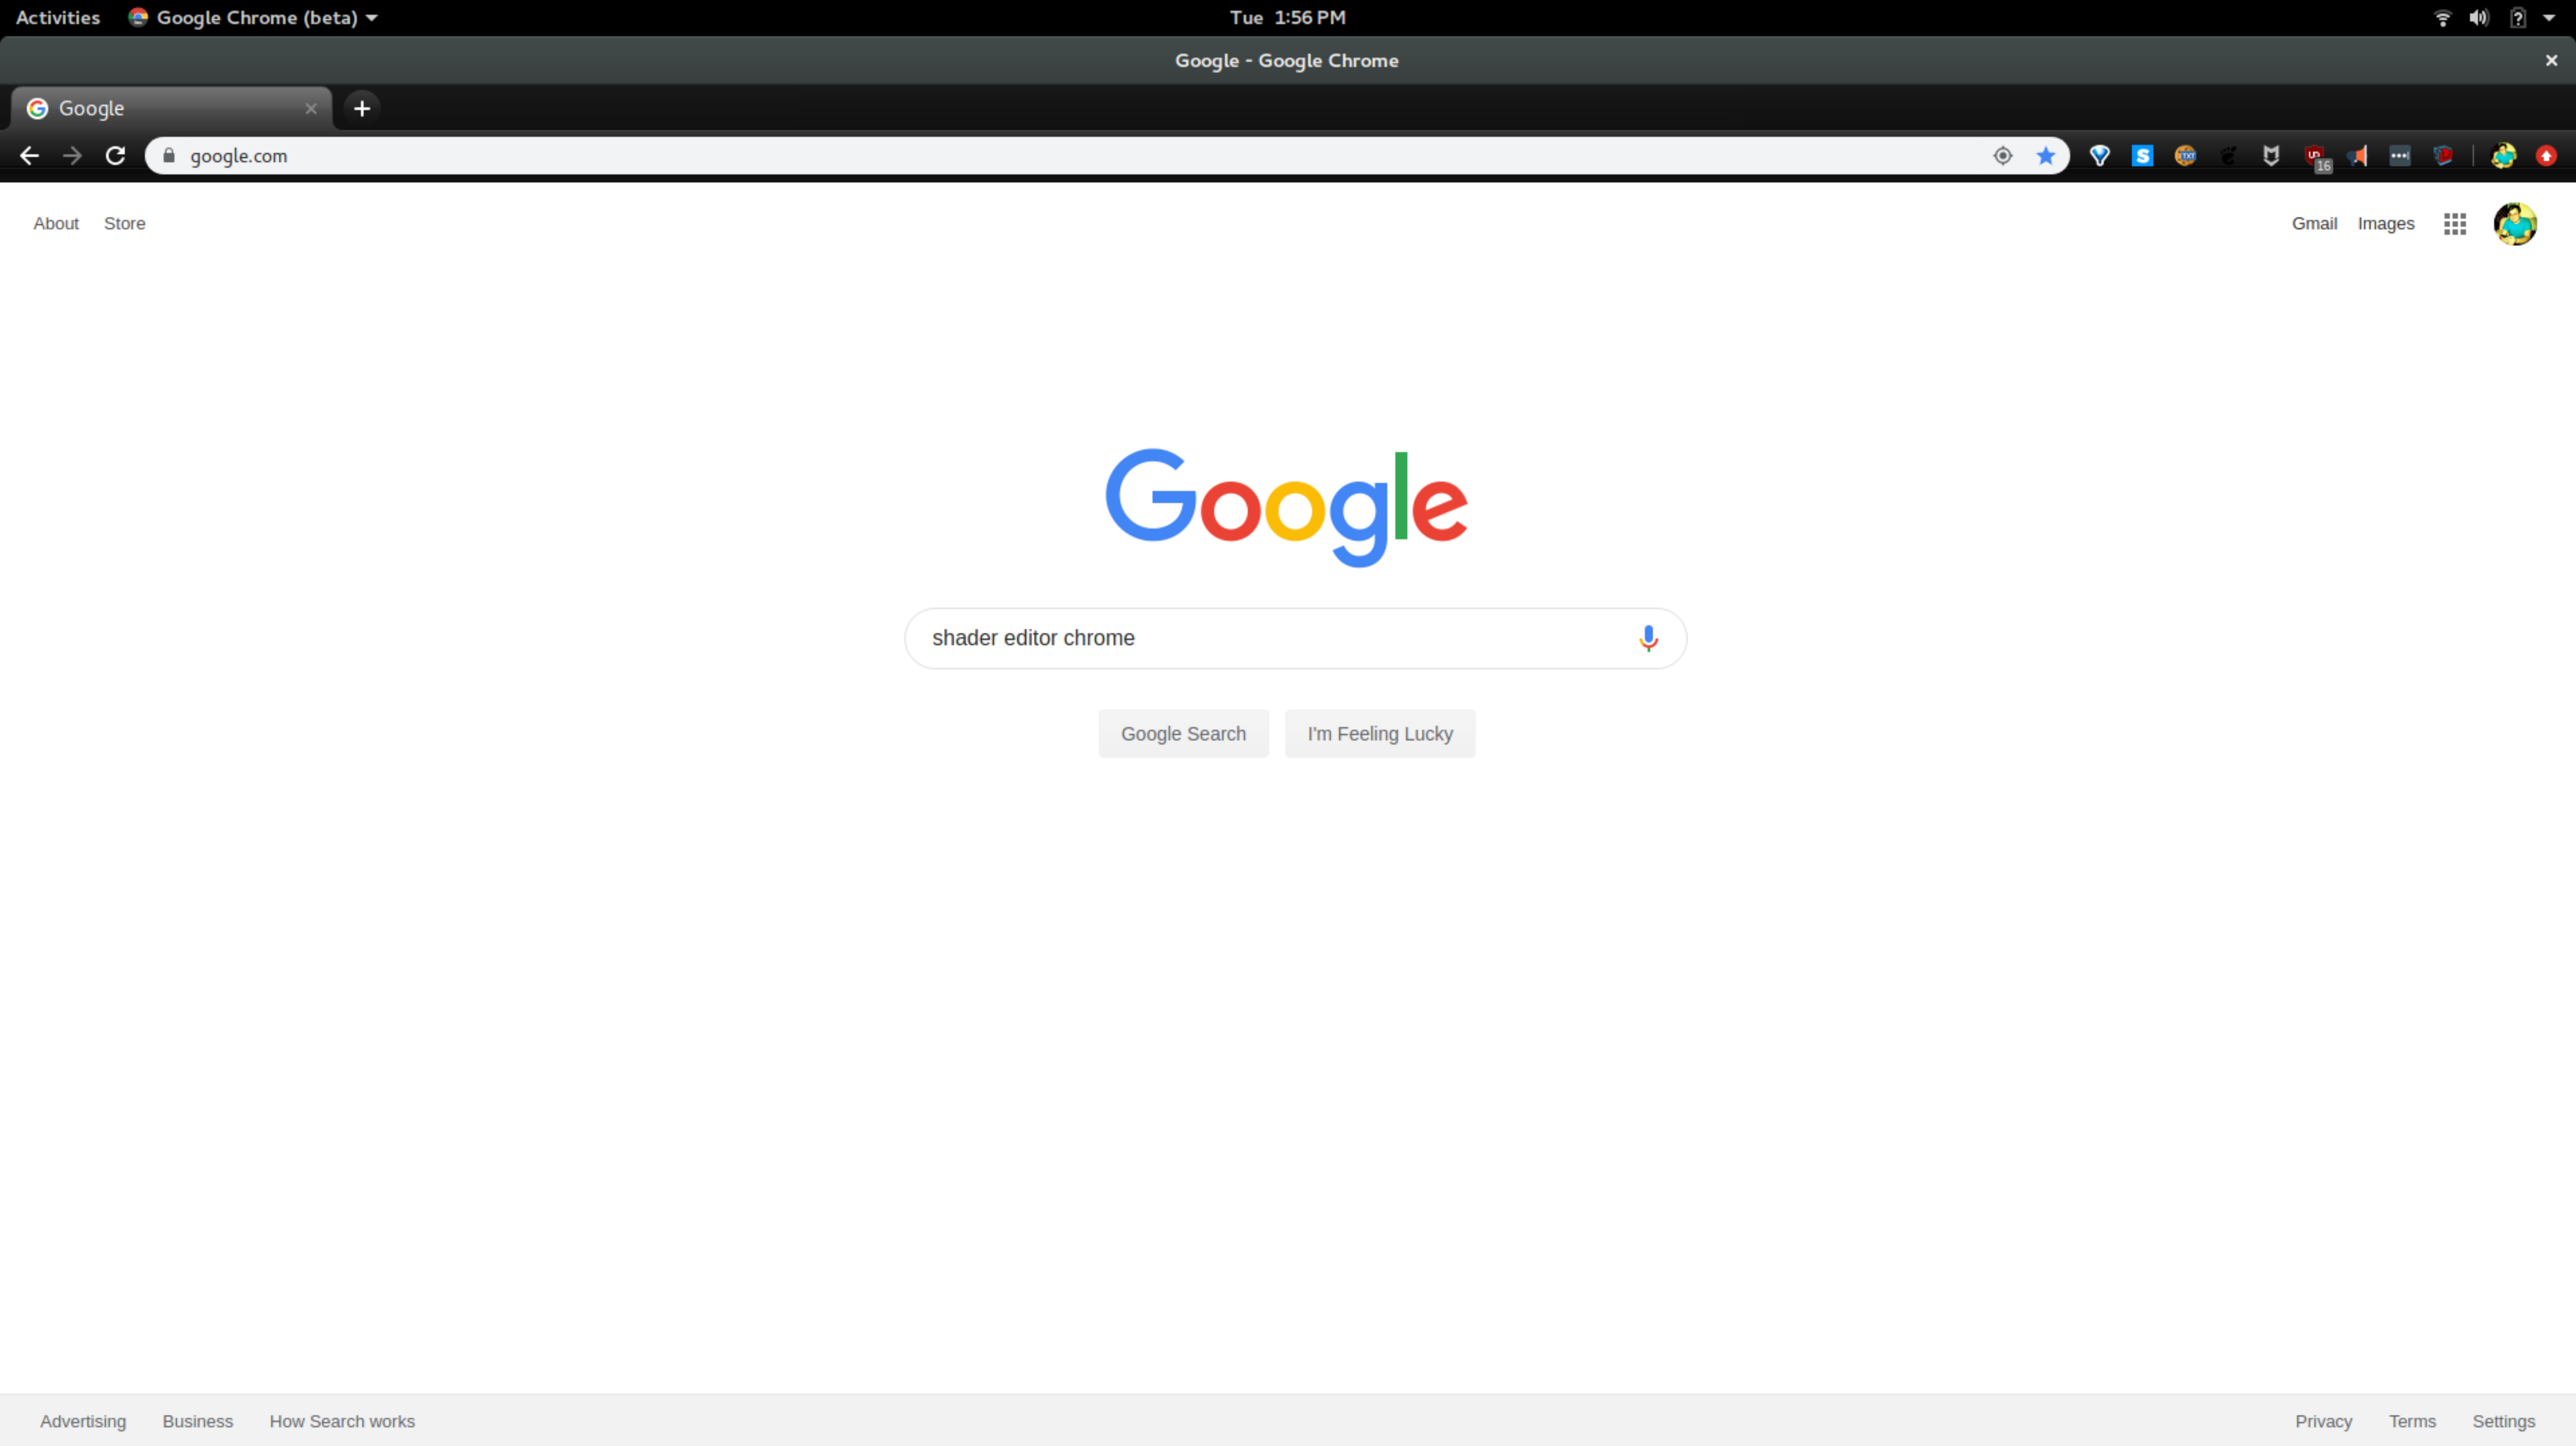 Activities Google Chrome (beta) Tue 1:56 PM
Google - Google Chrome
Google
google.com
16
About Store Gmail Images
Google
shader editor chrome
Google Search I'm Feeling Lucky
Advertising Business How Search works Privacy Terms Settings